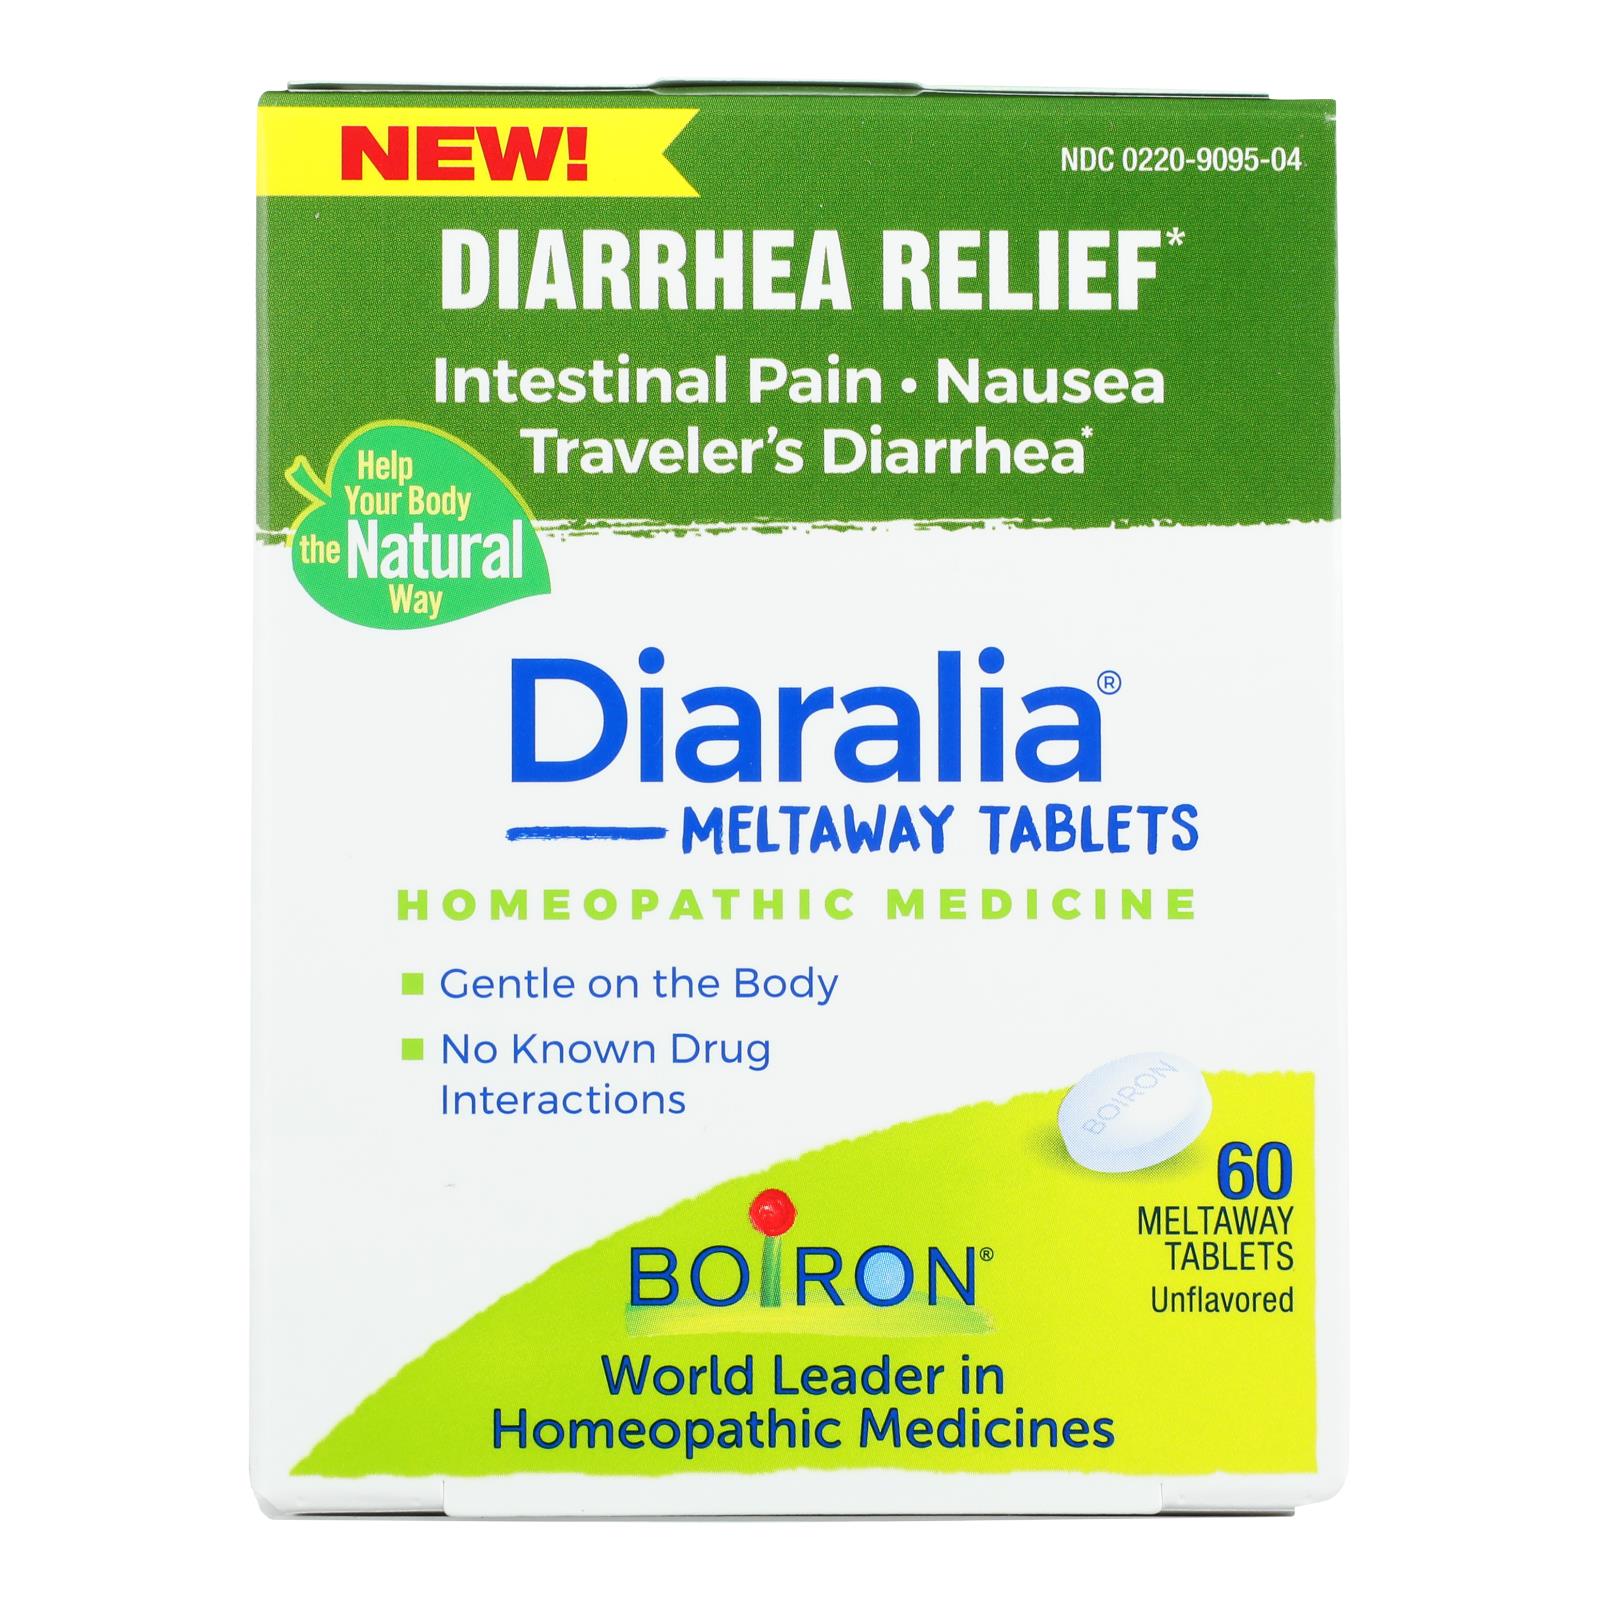 NEW!
NDC 0220-9095-04
DIARRHEA RELIEF*
Intestinal Pain • Nausea
Traveler's Diarrhea*
Help
Your Body
the Natural
Way
Diaralia®
MELTAWAY TABLETS
HOMEOPATHIC MEDICINE
Gentle on the Body
No Known Drug
Interactions
BOIRON
60
MELTAWAY
TABLETS
Unflavored
BOIRON®
World Leader in
Homeopathic Medicines